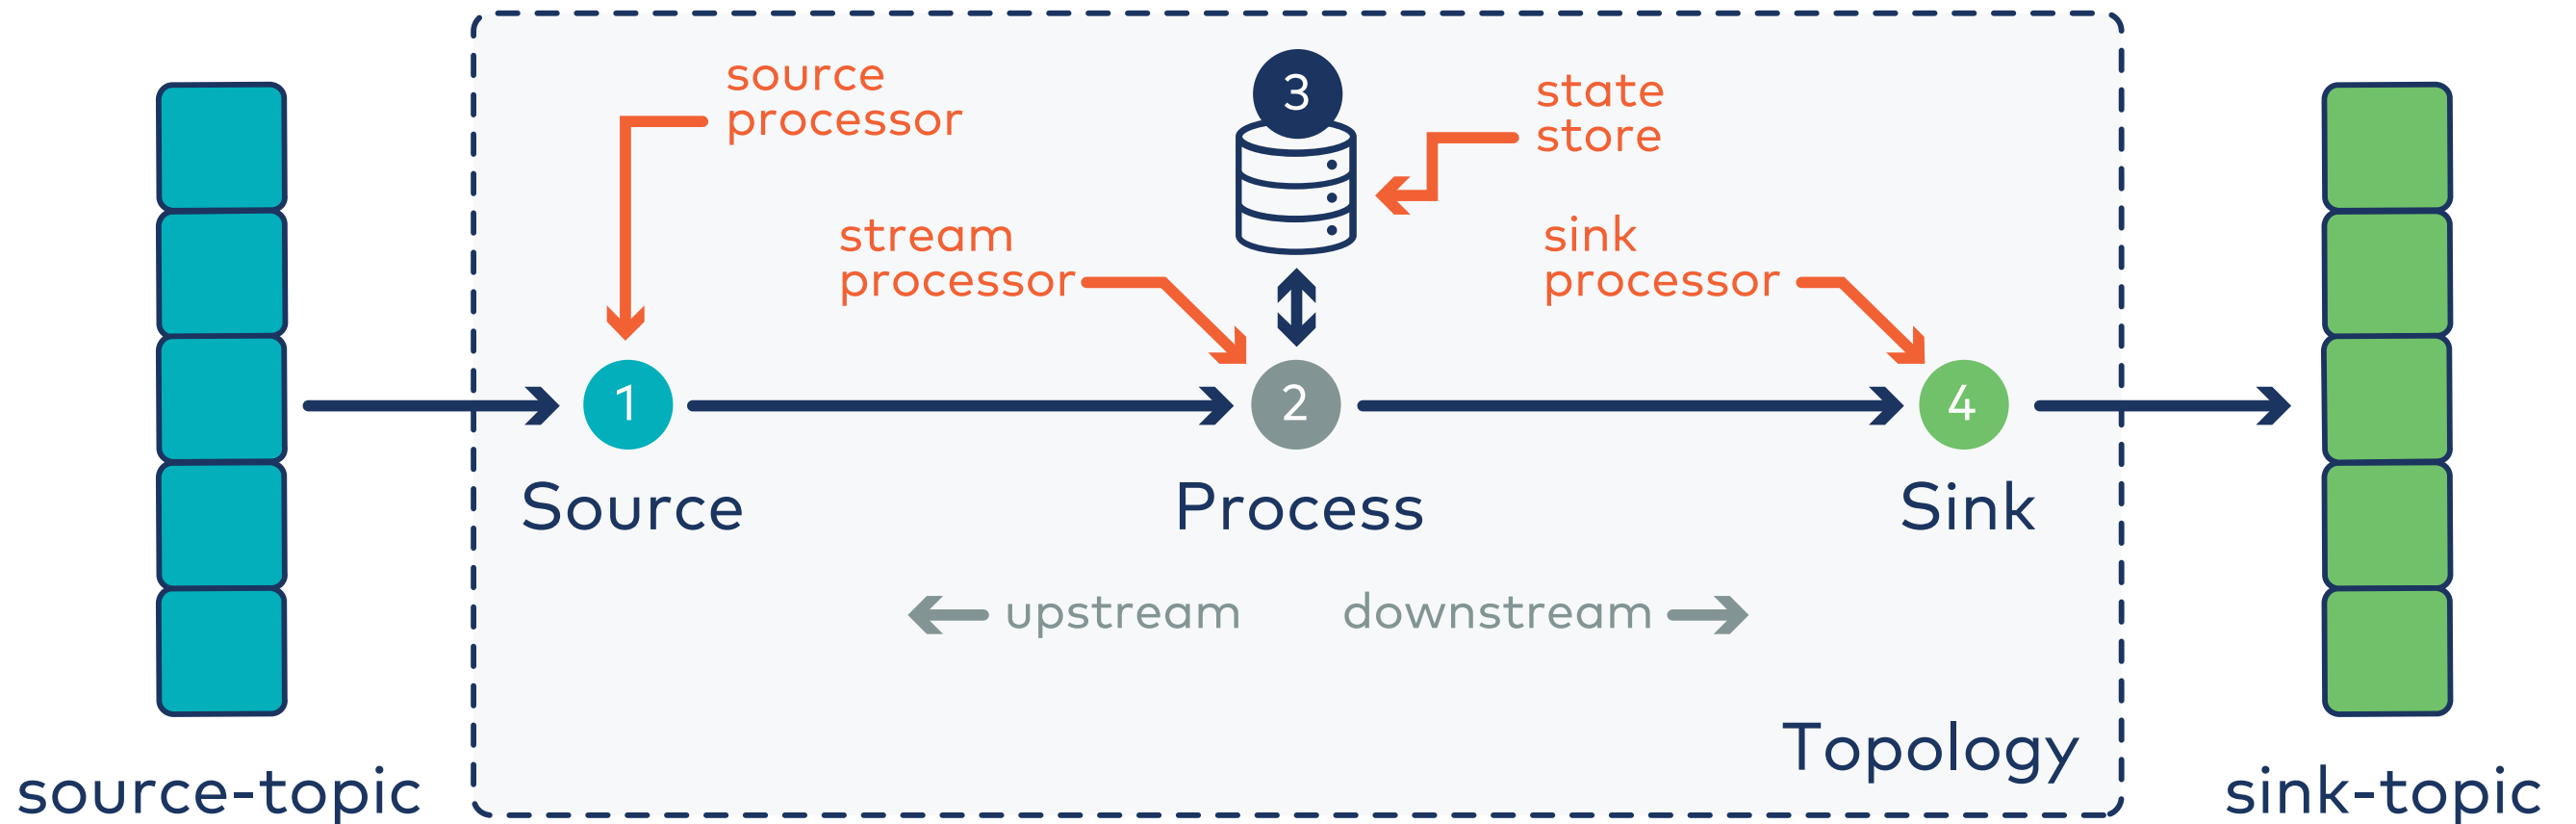 source
processor
3
state
store
stream
processor
sink
processor
1
2
4
Source
Process
Sink
upstream
downstream
Topology
source-topic
sink-topic